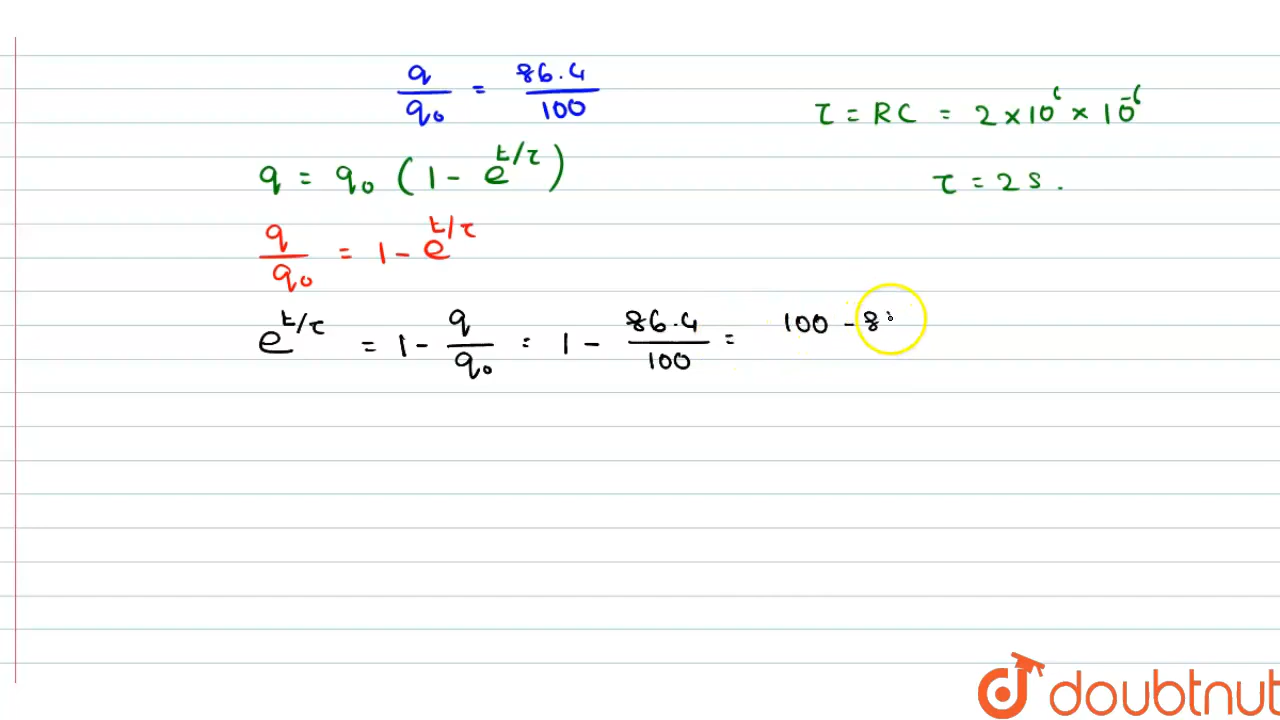 q/q₀ = 86.4/100
τ = RC = 2 × 10⁶ × 10⁻⁶
q = q₀ (1 - e^t/τ)
τ = 2 S.
q/q₀ = 1 - e^t/τ
e^t/τ = 1 - q/q₀ = 1 - 86.4/100 = 100 - 8
doubtnut